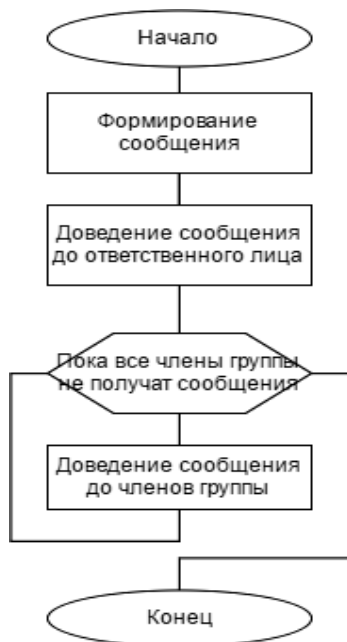 Начало
Формирование
сообщения
Доведение сообщения
до ответственного лица
Пока все члены группы
не получат сообщения
Доведение сообщения
до членов группы
Конец